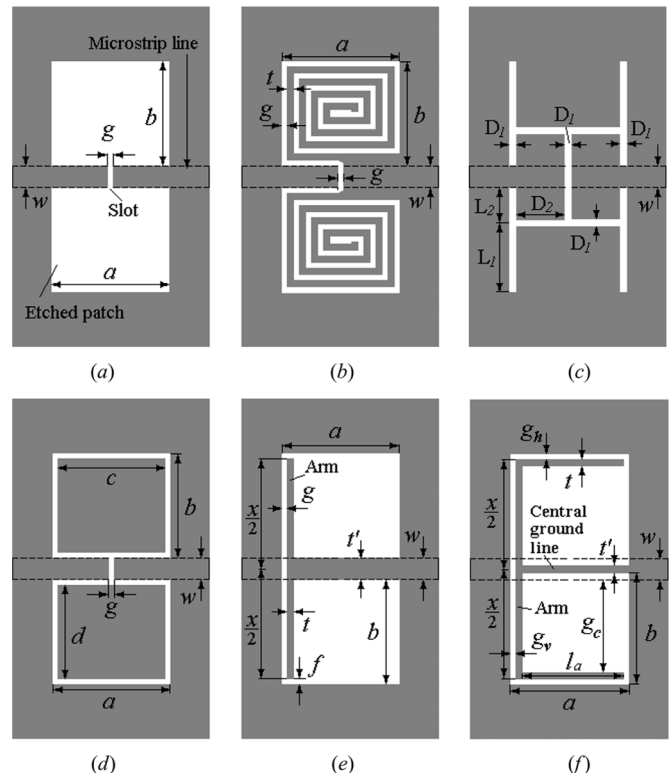 Microstrip line
b
g
w
Slot
a
Etched patch
(a)
a
t
g
b
g
w
(b)
D1
D1
D1
w
L2
D2
D1
L1
(c)
c
b
g
w
d
a
(d)
a
Arm
x/2
g
t'
w
x/2
t
b
f
(e)
gh
t
x/2
Central
ground
line
t'
w
x/2
Arm
gc
b
gv
la
a
(f)